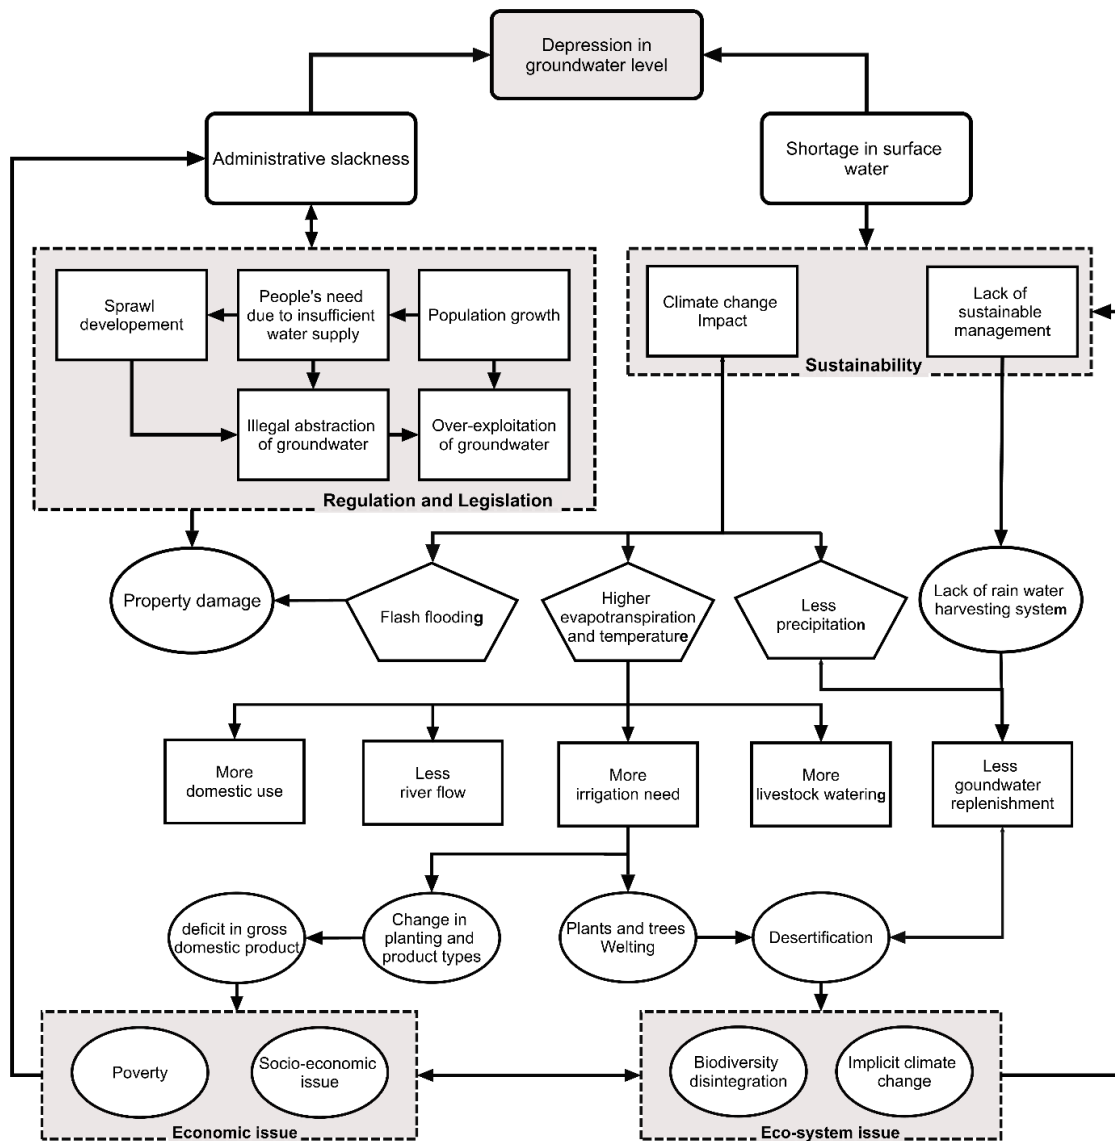 Depression in
groundwater level
Administrative slackness
Shortage in surface
water
Sprawl
developement
People's need
due to insufficient
water supply
Population growth
Illegal abstraction
of groundwater
Over-exploitation
of groundwater
Regulation and Legislation
Climate change
Impact
Lack of
sustainable
management
Sustainability
Property damage
Flash flooding
Higher
evapotranspiration
and temperature
Less
precipitation
Lack of rain water
harvesting system
More
domestic use
Less
river flow
More
irrigation need
More
livestock watering
Less
goundwater
replenishment
deficit in gross
domestic product
Change in
planting and
product types
Plants and trees
Welting
Desertification
Poverty
Socio-economic
issue
Economic issue
Biodiversity
disintegration
Implicit climate
change
Eco-system issue